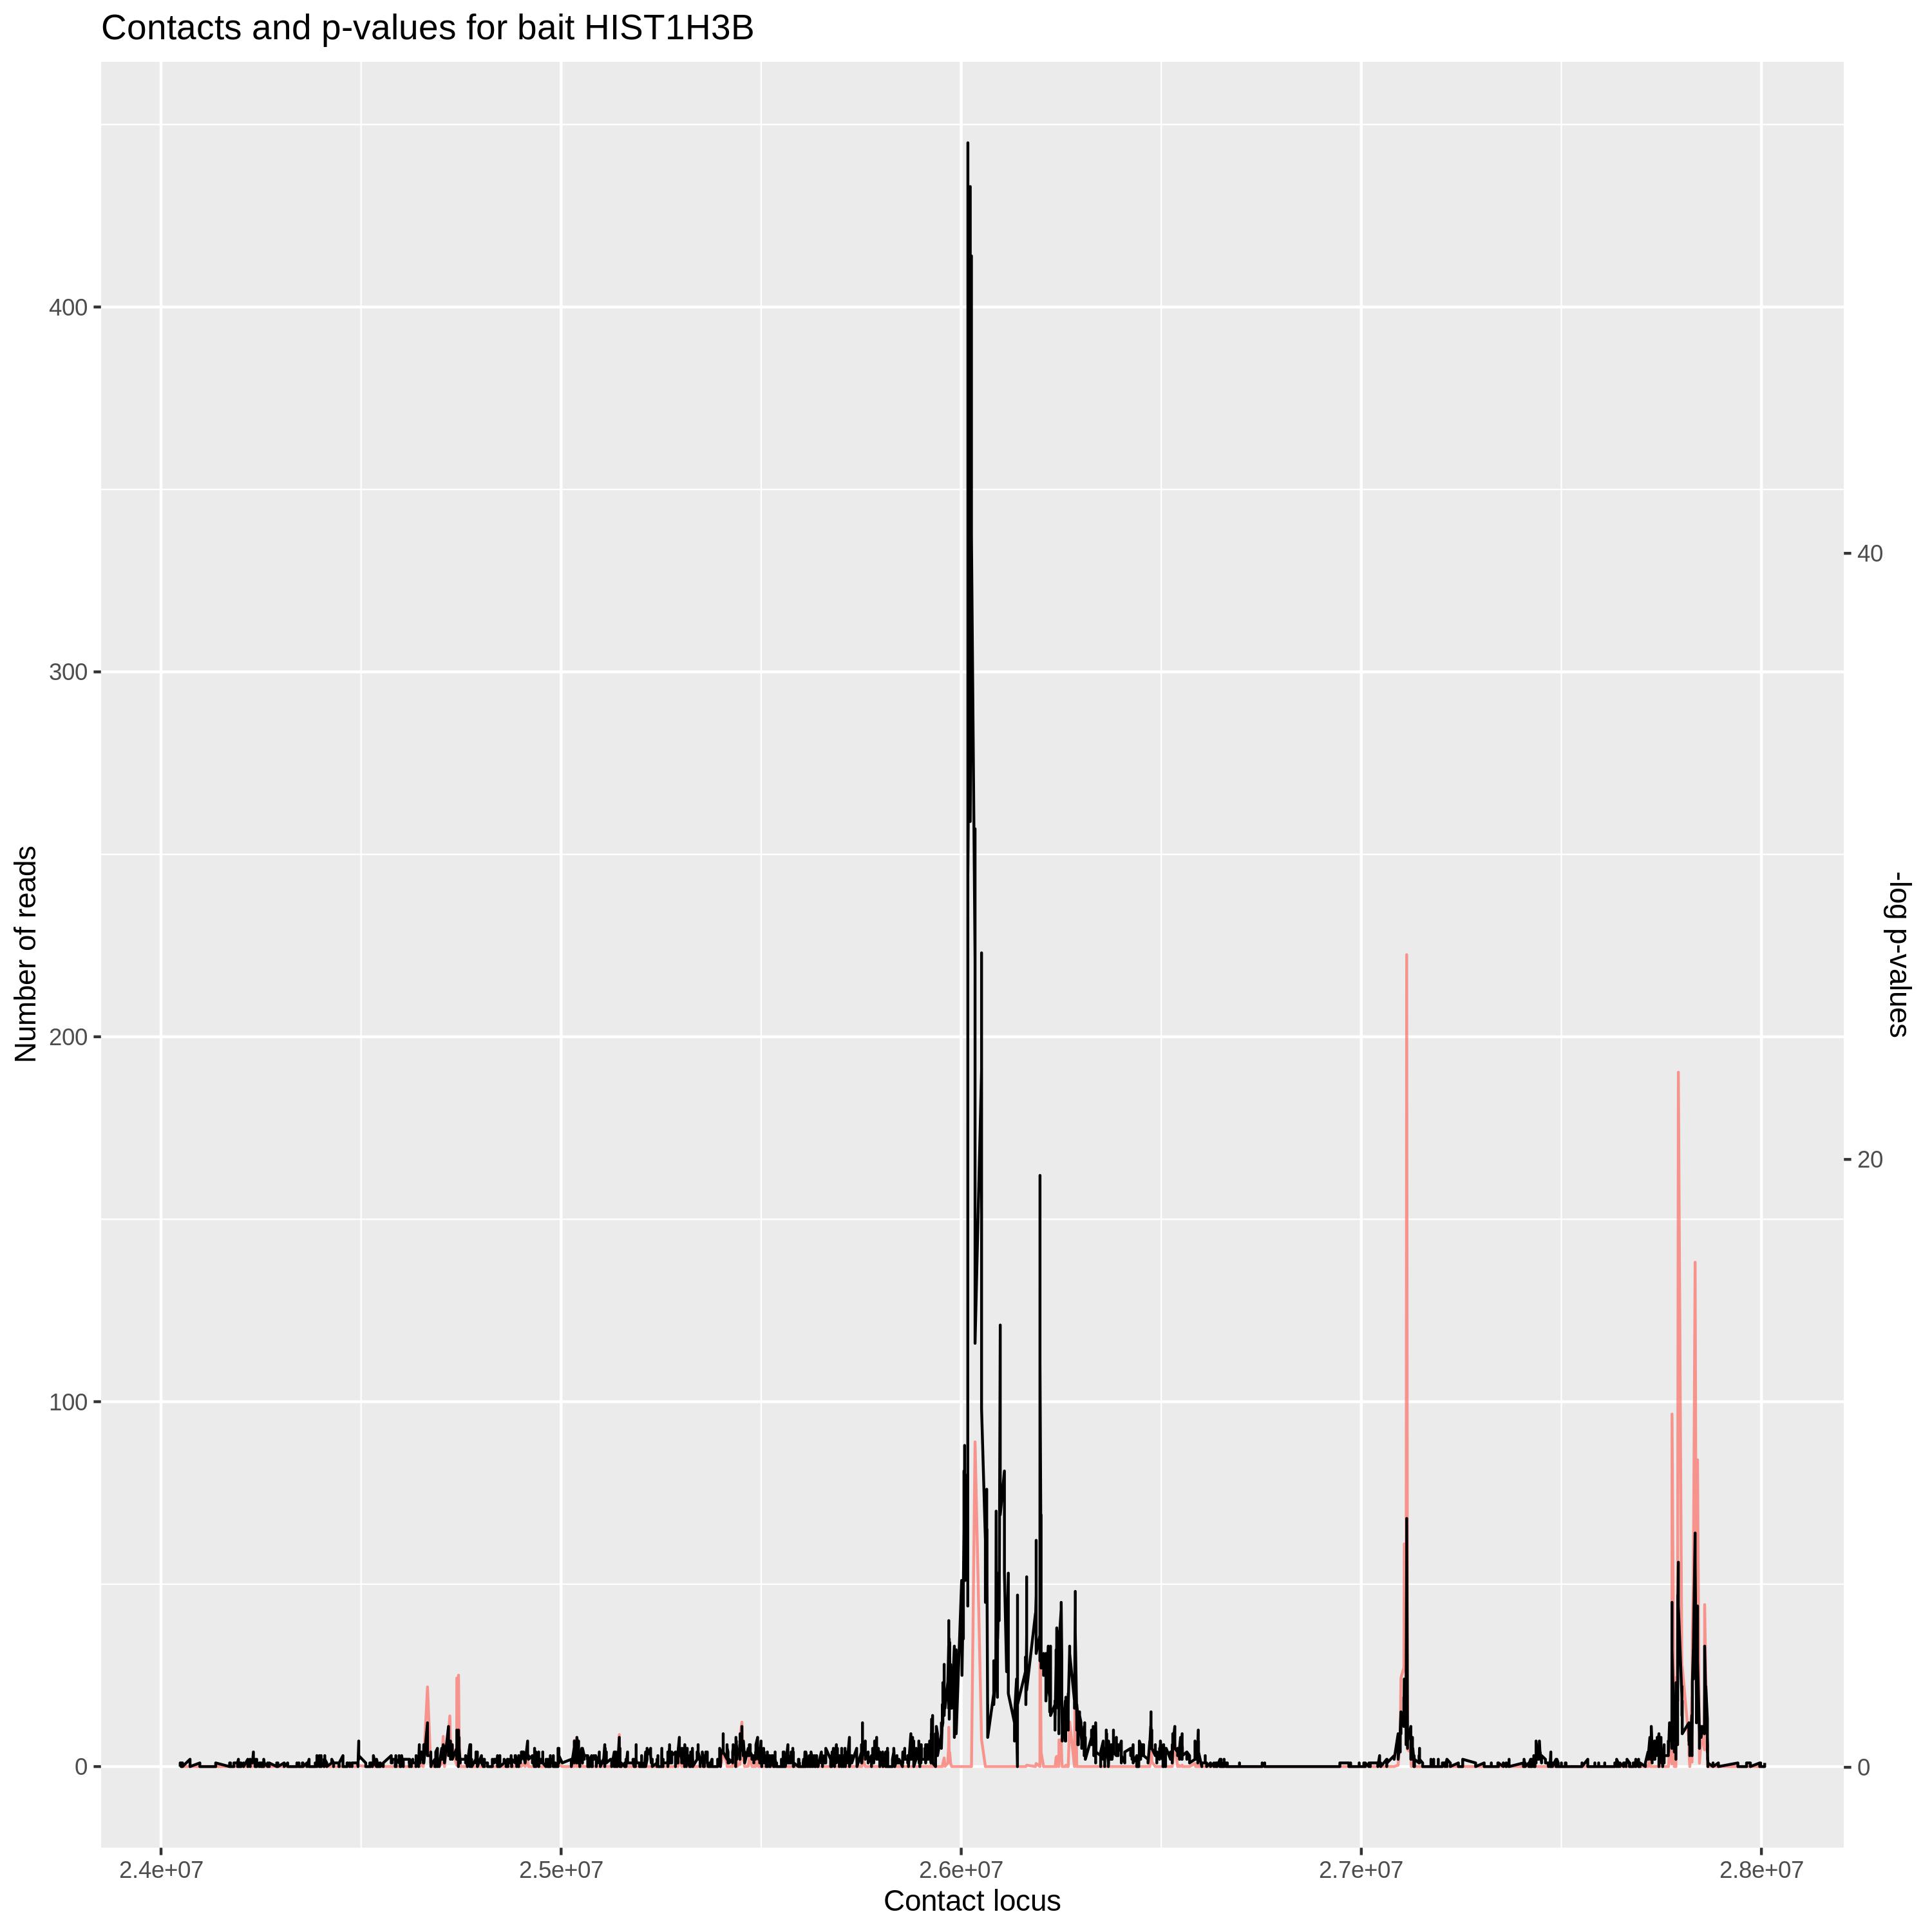 Contacts and p-values for bait HIST1H3B
Number of reads
400
300
200
100
0
40
20
0
-log p-values
2.4e+07
2.5e+07
2.6e+07
2.7e+07
2.8e+07
Contact locus